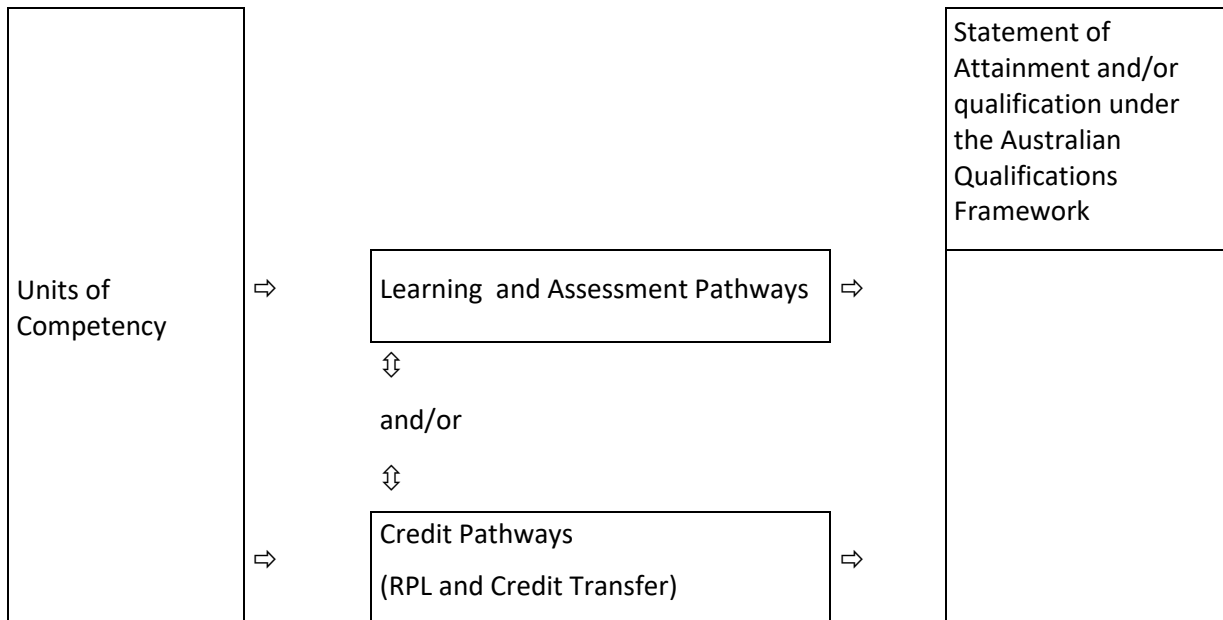 Units of
Competency
⇨
Learning and Assessment Pathways
⇨
Statement of
Attainment and/or
qualification under
the Australian
Qualifications
Framework
⇳
and/or
⇳
⇨
Credit Pathways
(RPL and Credit Transfer)
⇨